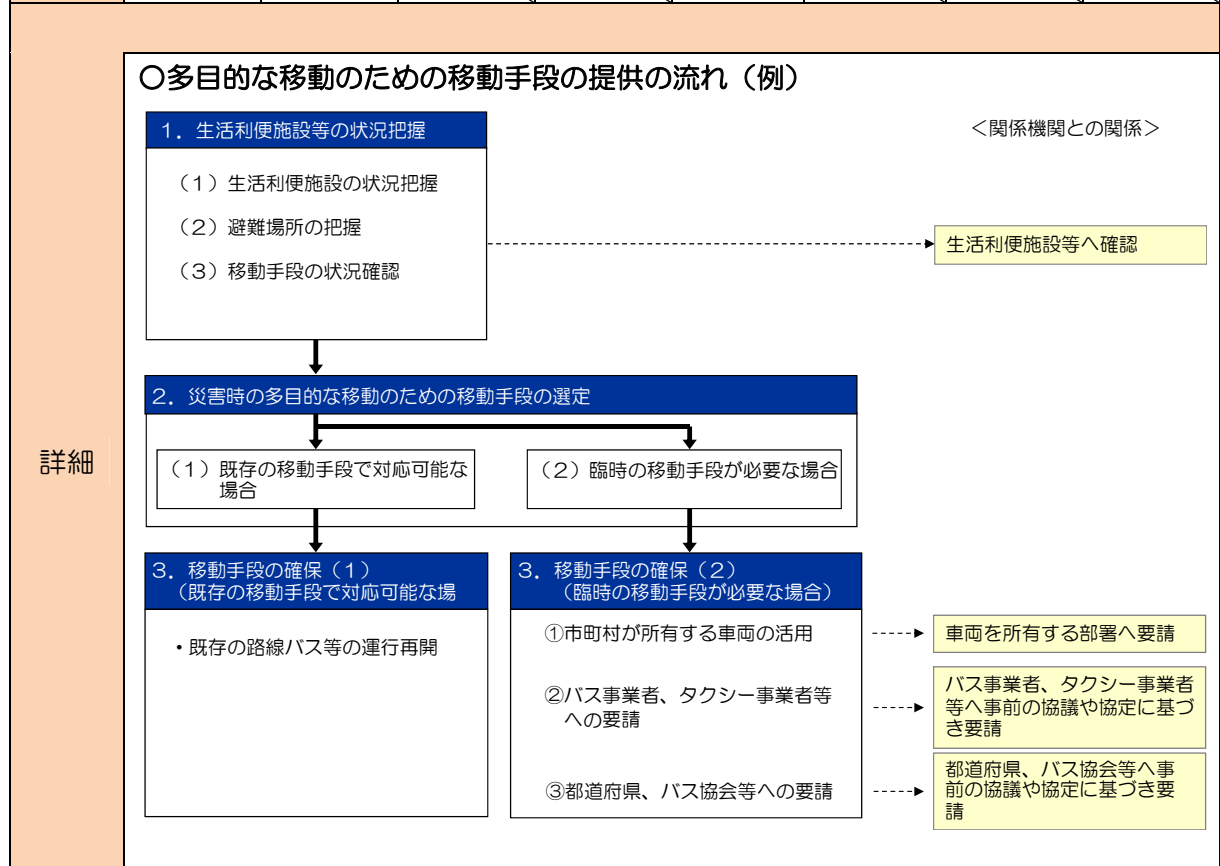 詳細
〇多目的な移動のための移動手段の提供の流れ（例）
＜関係機関との関係＞
１．生活利便施設等の状況把握
（１）生活利便施設の状況把握
（２）避難場所の把握
（３）移動手段の状況確認
生活利便施設等へ確認
２．災害時の多目的な移動のための移動手段の選定
（１）既存の移動手段で対応可能な
場合
（２）臨時の移動手段が必要な場合
３．移動手段の確保（１）
（既存の移動手段で対応可能な場
・既存の路線バス等の運行再開
３．移動手段の確保（２）
（臨時の移動手段が必要な場合）
①市町村が所有する車両の活用
車両を所有する部署へ要請
②バス事業者、タクシー事業者等
への要請
バス事業者、タクシー事業者
等へ事前の協議や協定に基づ
き要請
③都道府県、バス協会等への要請
都道府県、バス協会等へ事
前の協議や協定に基づき要
請